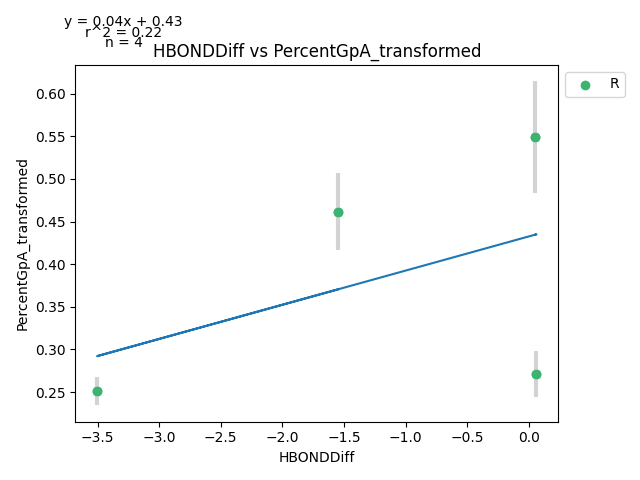 y = 0.04x + 0.43
r^2 = 0.22
n = 4
HBONDDiff vs PercentGpA_transformed
R
PercentGpA_transformed
0.60
0.55
0.50
0.45
0.40
0.35
0.30
0.25
−3.5 −3.0 −2.5 −2.0 −1.5 −1.0 −0.5 0.0
HBONDDiff